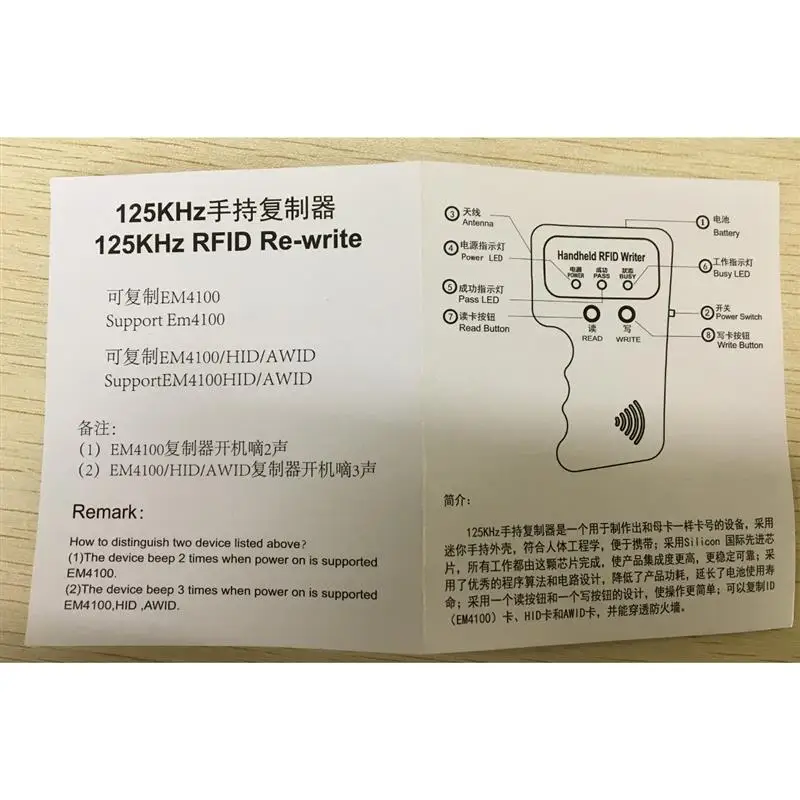 125KHz手持复制器
125KHz RFID Re-write
可复制EM4100
Support Em4100
可复制EM4100/HID/AWID
SupportEM4100HID/AWID
备注:
(1) EM4100复制器开机嘀2声
(2) EM4100/HID/AWID复制器开机嘀3声
Remark:
How to distinguish two device listed above?
(1)The device beep 2 times when power on is supported
EM4100.
(2)The device beep 3 times when power on is supported
EM4100,HID ,AWID.
③ 天线
Antenna
④ 电源指示灯
Power LED
⑤ 成功指示灯
Pass LED
⑦ 读卡按钮
Read Button
Handheld RFID Writer
电源 成功 状态
POWER PASS BUSY
读 写
READ WRITE
① 电池
Battery
⑥ 工作指示灯
Busy LED
② 开关
Power Switch
⑧ 写卡按钮
Write Button
简介:
125KHz手持复制器是一个用于制作出和母卡一样卡号的设备，采用
迷你手持外壳，符合人体工程学，便于携带；采用Silicon 国际先进芯
片，所有工作都由这颗芯片完成，使产品集成度更高，更稳定可靠；采
用了优秀的程序算法和电路设计，降低了产品功耗，延长了电池使用寿
命；采用一个读按钮和一个写按钮的设计，使操作更简单；可以复制ID
（EM4100）卡、HID卡和AWID卡，并能穿透防火墙。